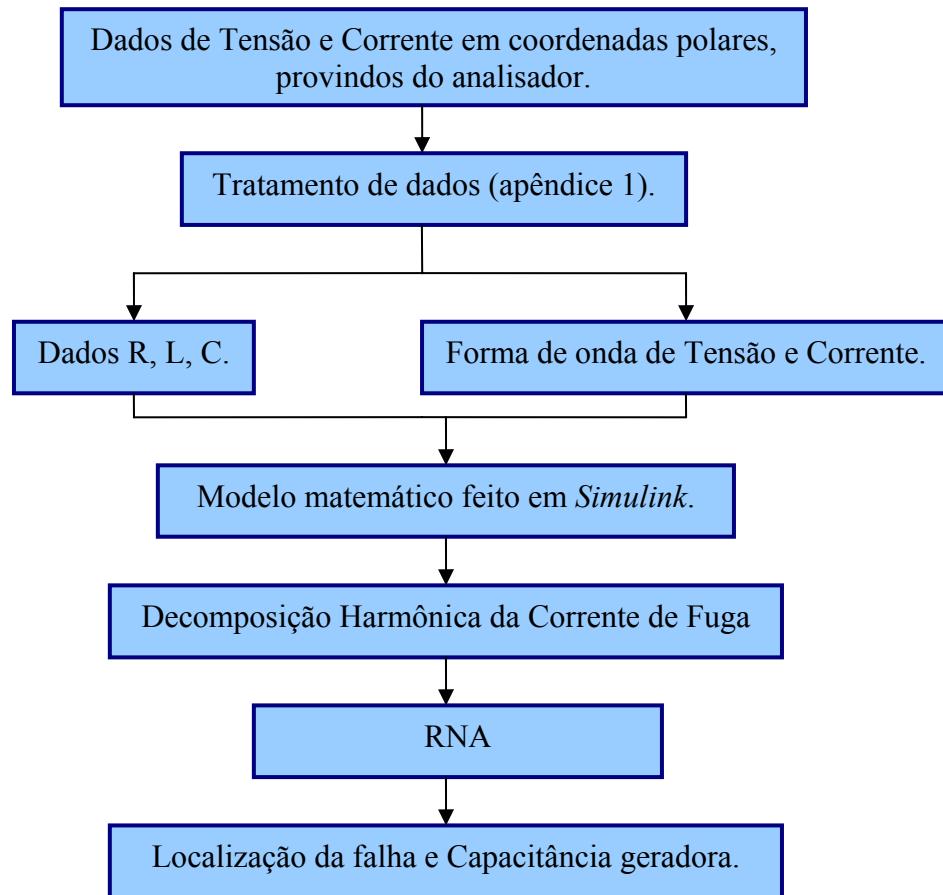 Dados de Tensão e Corrente em coordenadas polares,
provindos do analisador.
Tratamento de dados (apêndice 1).
Dados R, L, C.
Forma de onda de Tensão e Corrente.
Modelo matemático feito em Simulink.
Decomposição Harmônica da Corrente de Fuga
RNA
Localização da falha e Capacitância geradora.